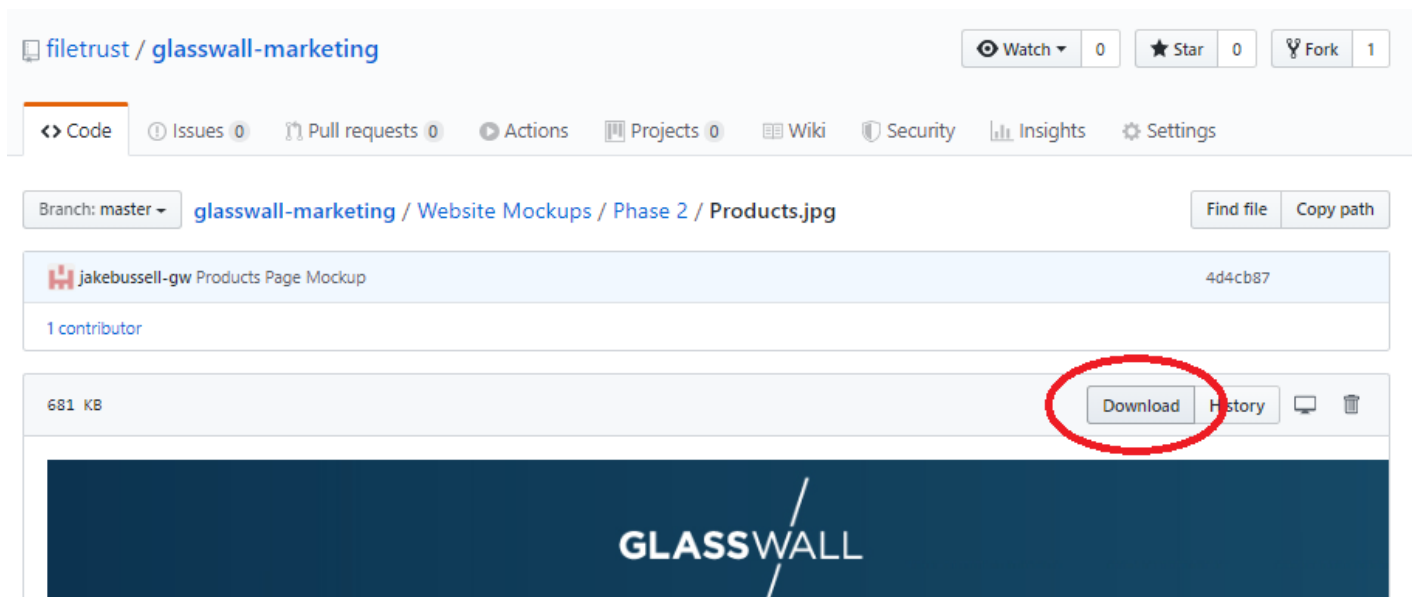 filetrust / glasswall-marketing
Watch 0 Star 0 Fork 1
Code Issues 0 Pull requests 0 Actions Projects 0 Wiki Security Insights Settings
Branch: master glasswall-marketing / Website Mockups / Phase 2 / Products.jpg Find file Copy path
jakebussell-gw Products Page Mockup 4d4cb87
1 contributor
681 KB Download History
GLASSWALL